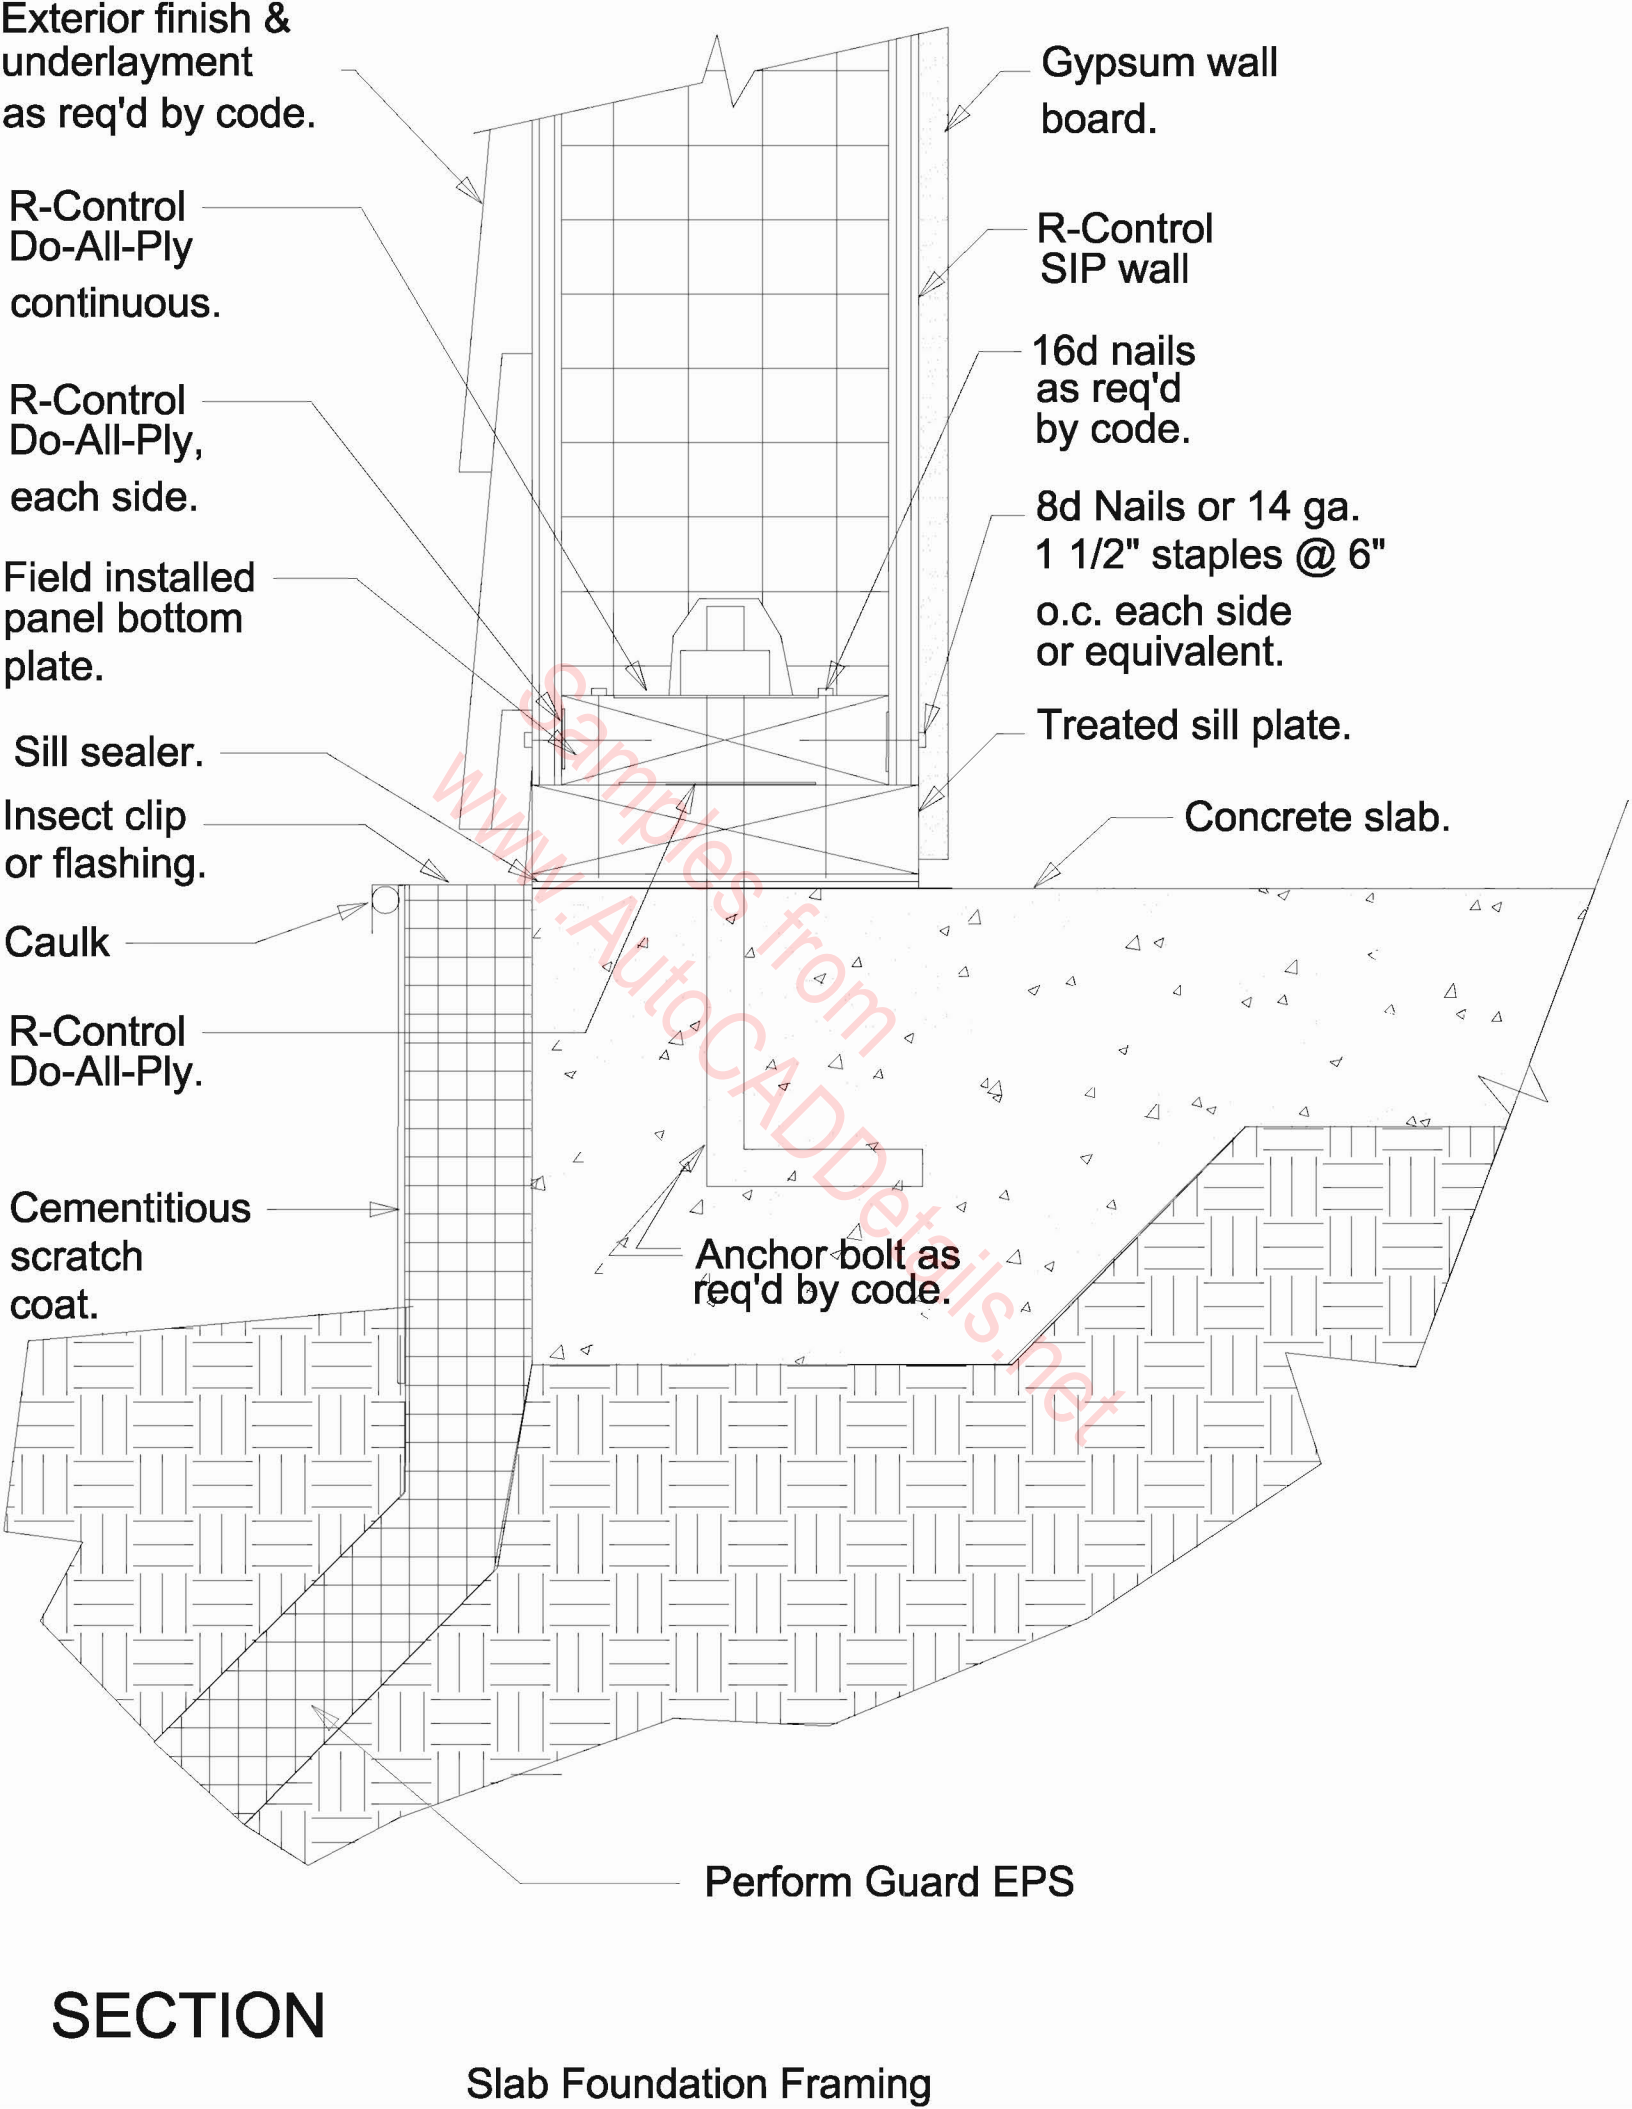 Exterior finish &
underlayment
as req'd by code.
R-Control
Do-All-Ply
continuous.
R-Control
Do-All-Ply,
each side.
Field installed
panel bottom
plate.
Sill sealer.
Insect clip
or flashing.
Caulk
R-Control
Do-All-Ply.
Cementitious
scratch
coat.
Gypsum wall
board.
R-Control
SIP wall
16d nails
as req'd
by code.
8d Nails or 14 ga.
1 1/2" staples @ 6"
o.c. each side
or equivalent.
Treated sill plate.
Concrete slab.
Samples from
www.AutoCADDetails.net
Anchor bolt as
req'd by code.
Perform Guard EPS
SECTION
Slab Foundation Framing